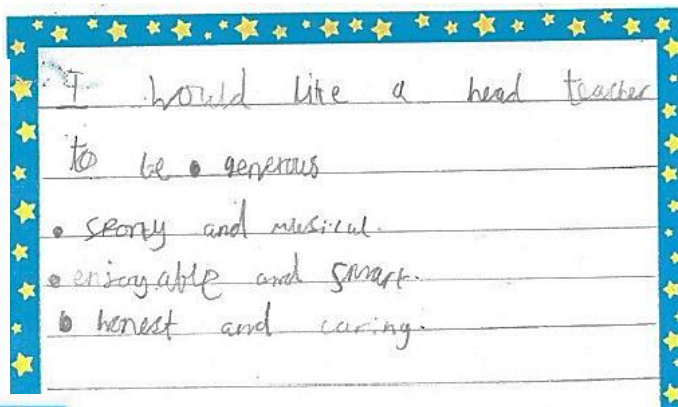 I would like a head teacher
to be • generous
• sporty and musical.
• enjoyable and smart.
• honest and caring.